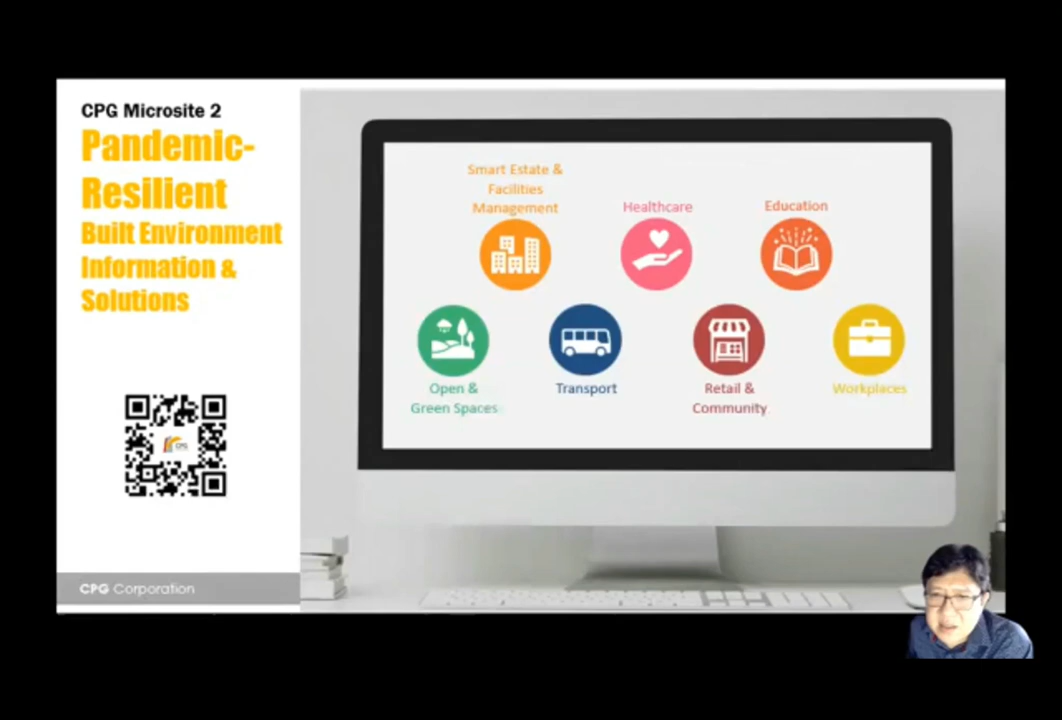 CPG Microsite 2
Pandemic-
Resilient
Built Environment
Information &
Solutions
CPG Corporation
Smart Estate &
Facilities
Management
Healthcare
Education
Open &
Green Spaces
Transport
Retail &
Community
Workplaces